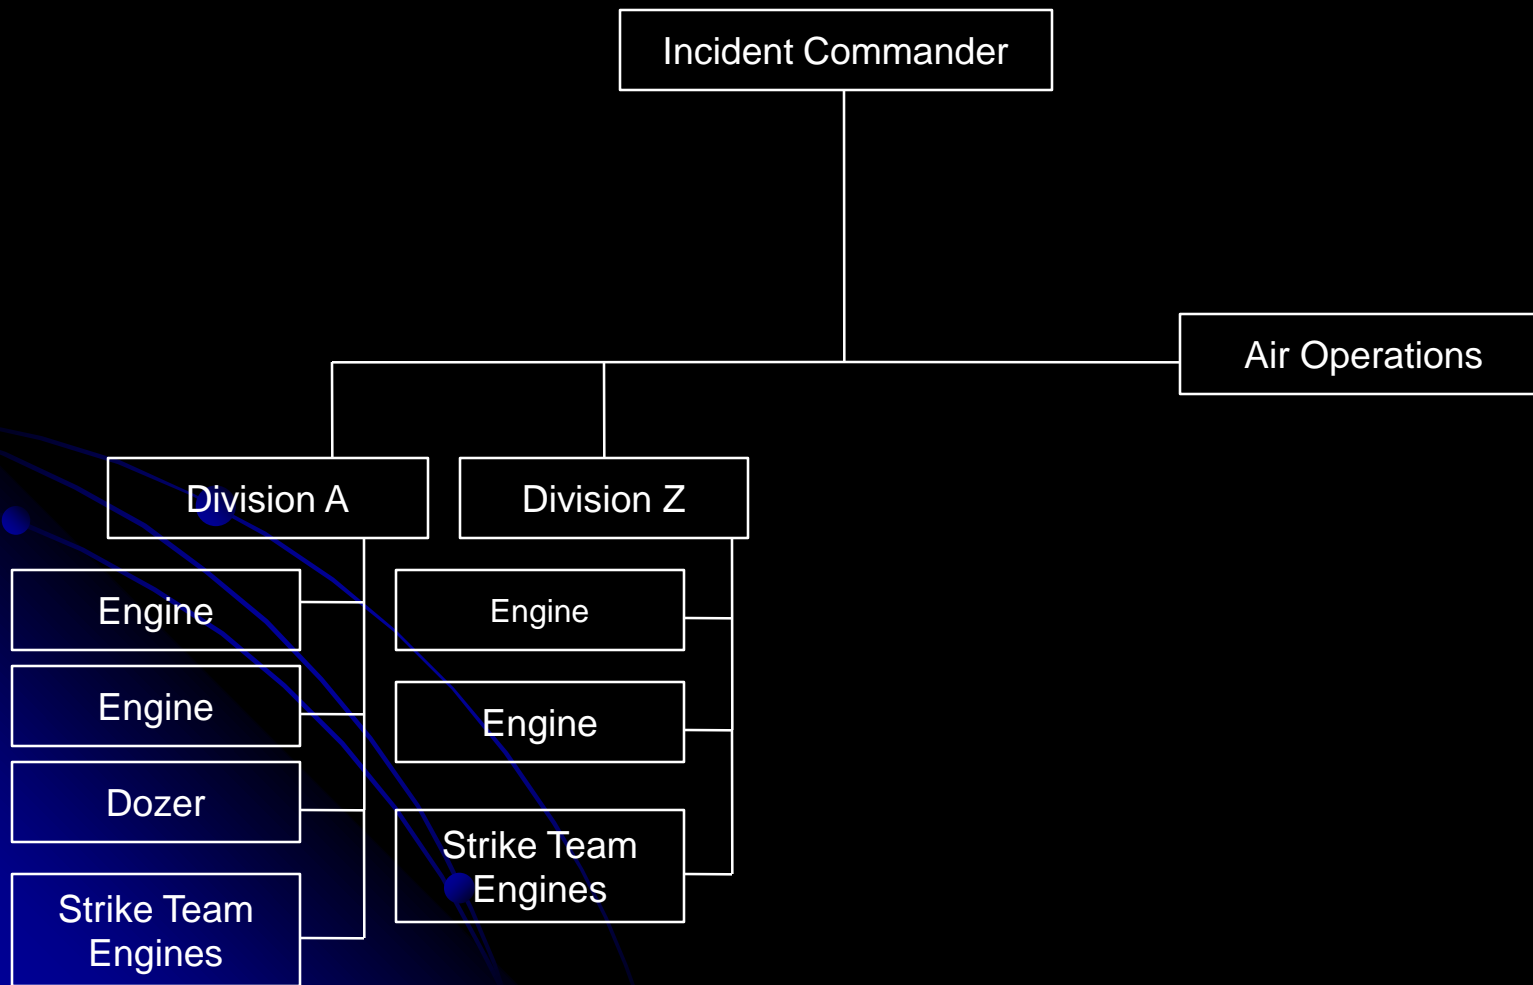 Incident Commander
Air Operations
Division A
Division Z
Engine
Engine
Dozer
Strike Team
Engines
Engine
Engine
Strike Team
Engines